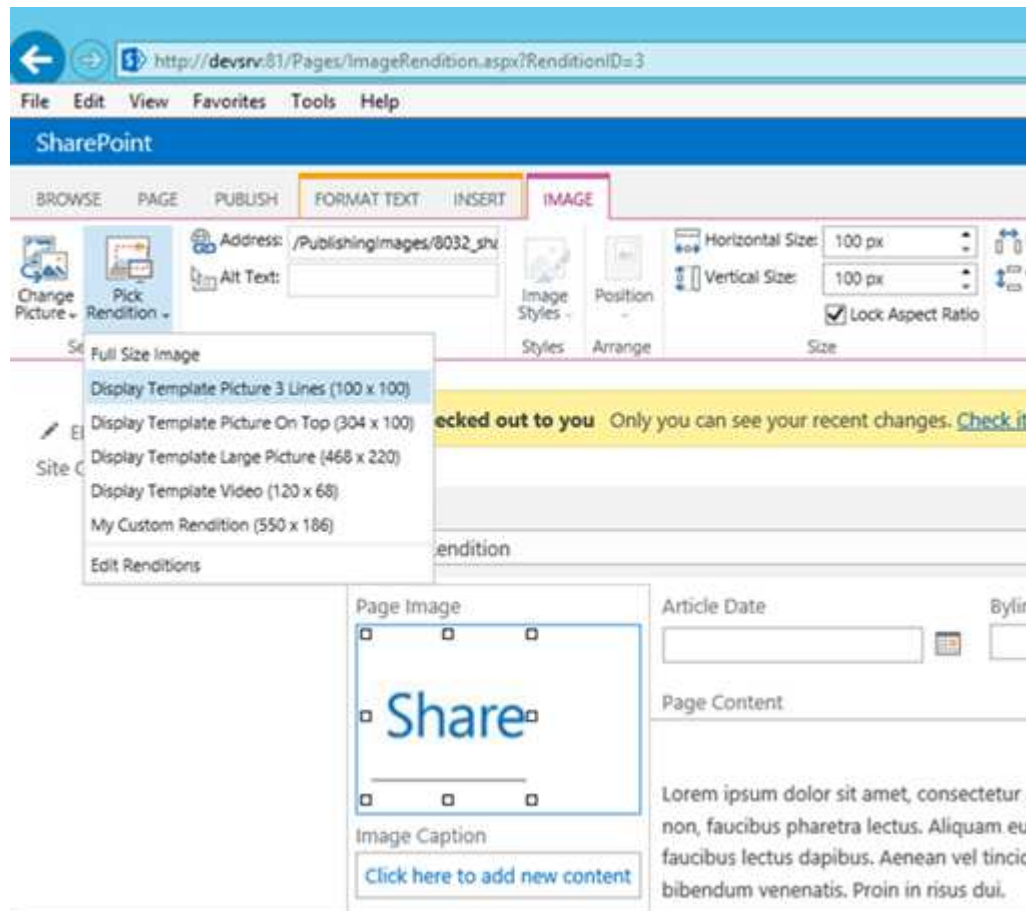 http://devsrv:81/Pages/ImageRendition.aspx?RenditionID=3
File Edit View Favorites Tools Help
SharePoint
BROWSE PAGE PUBLISH FORMAT TEXT INSERT IMAGE
Change Picture
Pick Rendition
Address: /PublishingImages/8032_sha
Alt Text:
Image Styles
Position
Horizontal Size: 100 px
Vertical Size: 100 px
Lock Aspect Ratio
Se
Styles
Arrange
Size
Full Size Image
Display Template Picture 3 Lines (100 x 100)
Display Template Picture On Top (304 x 100)
Display Template Large Picture (468 x 220)
Display Template Video (120 x 68)
My Custom Rendition (550 x 186)
Edit Renditions
ecked out to you Only you can see your recent changes. Check it
Site
endition
Page Image
Share
Image Caption
Click here to add new content
Article Date
Bylin
Page Content
Lorem ipsum dolor sit amet, consectetur
non, faucibus pharetra lectus. Aliquam eu
faucibus lectus dapibus. Aenean vel tincid
bibendum venenatis. Proin in risus dui.